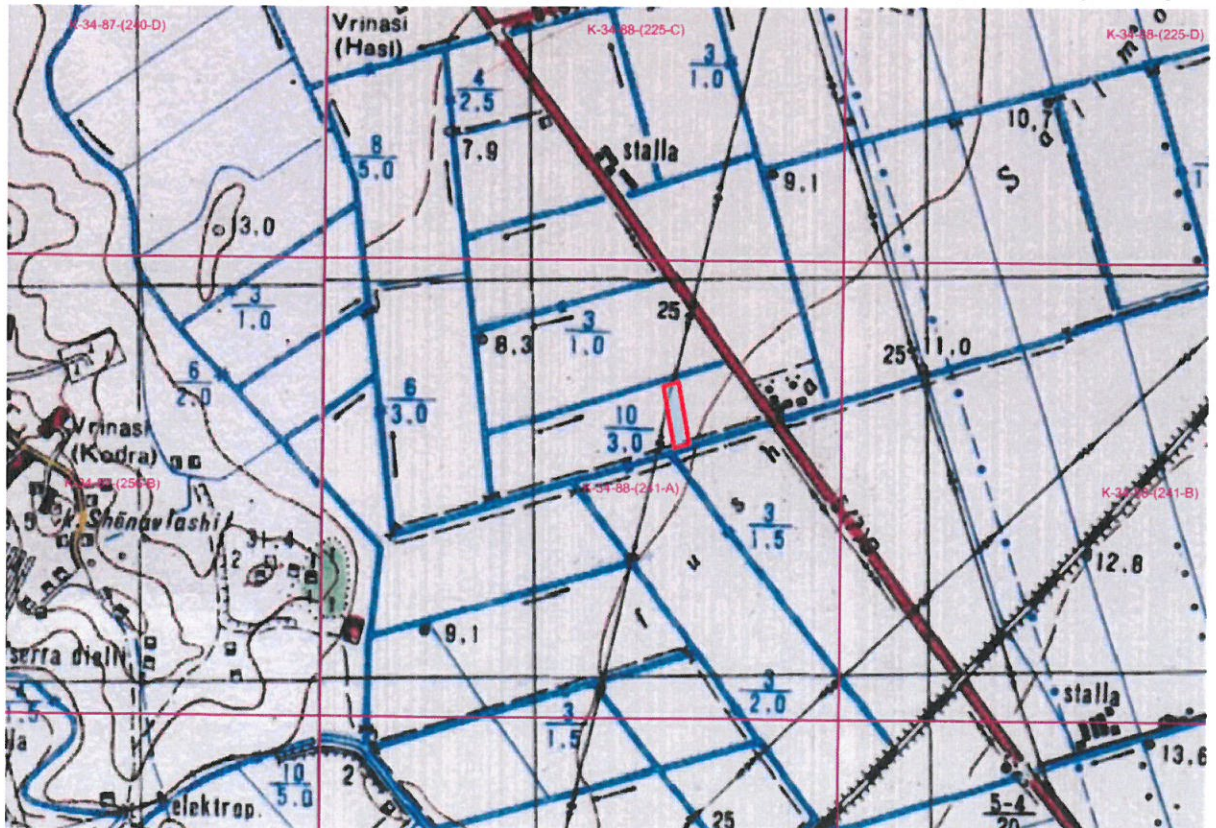 K-34-87-(240-D)
Vrinasi
(Hasi)
K-34-88-(225-C)
K-34-88-(225-D)
3
1.0
4
2.5
10,7
8
5.0
7.9
stalla
9.1
S
3.0
3
1.0
25
3
1.0
8.3
25
11,0
6
2.0
6
3.0
10
3.0
Vrinasi
(Kodra)
h
K-34-88-(241-A)
K-34-88-(241-B)
k. Shënavlashi
s
3
1.5
12.8
u
2
9.1
f
serra dielli
3
2.0
stalla
3
1.5
13.6
10
5.0
2
elektrop.
25
5-4
20